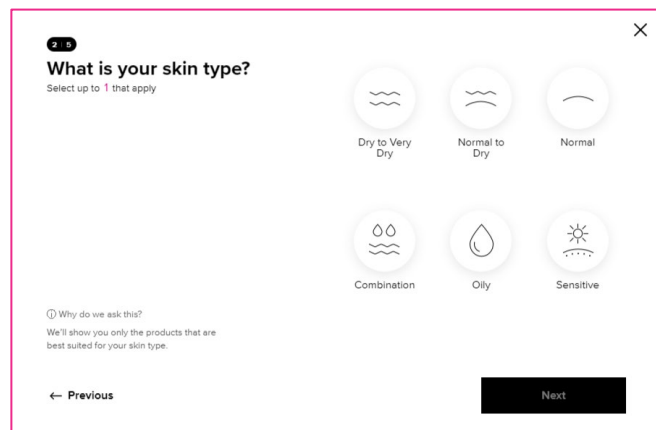 2 | 5
What is your skin type?
Select up to 1 that apply
Dry to Very
Dry
Normal to
Dry
Normal
Combination
Oily
Sensitive
Why do we ask this?
We'll show you only the products that are
best suited for your skin type.
← Previous
Next